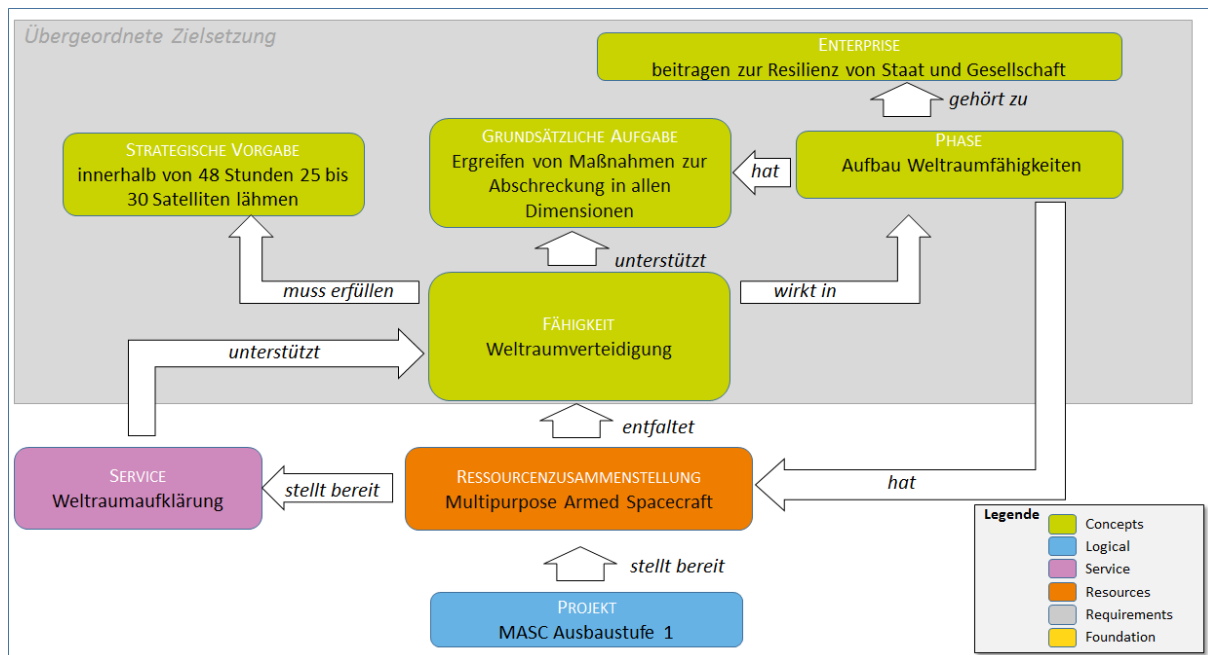 Übergeordnete Zielsetzung
ENTERPRISE
beitragen zur Resilienz von Staat und Gesellschaft
gehört zu
STRATEGISCHE VORGABE
innerhalb von 48 Stunden 25 bis
30 Satelliten lähmen
GRUNDSÄTZLICHE AUFGABE
Ergreifen von Maßnahmen zur
Abschreckung in allen
Dimensionen
hat
PHASE
Aufbau Weltraumfähigkeiten
unterstützt
muss erfüllen
wirkt in
FÄHIGKEIT
Weltraumverteidigung
unterstützt
entfaltet
SERVICE
Weltraumaufklärung
stellt bereit
RESSOURCENZUSAMMENSTELLUNG
Multipurpose Armed Spacecraft
hat
stellt bereit
PROJEKT
MASC Ausbaustufe 1
Legende
Concepts
Logical
Service
Resources
Requirements
Foundation